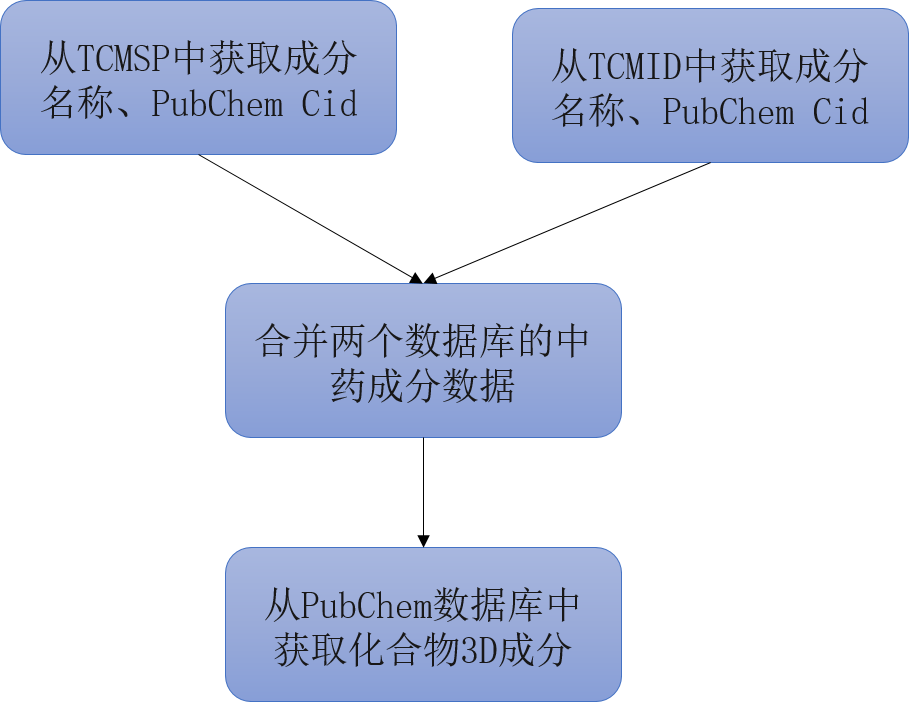 从TCMSP中获取成分
名称、PubChem Cid
从TCMID中获取成分
名称、PubChem Cid
合并两个数据库的中
药成分数据
从PubChem数据库中
获取化合物3D成分